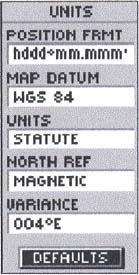 UNITS
POSITION FRMT
hddd°mm.mmm'
MAP DATUM
WGS 84
UNITS
STATUTE
NORTH REF
MAGNETIC
VARIANCE
004°E
DEFAULTS